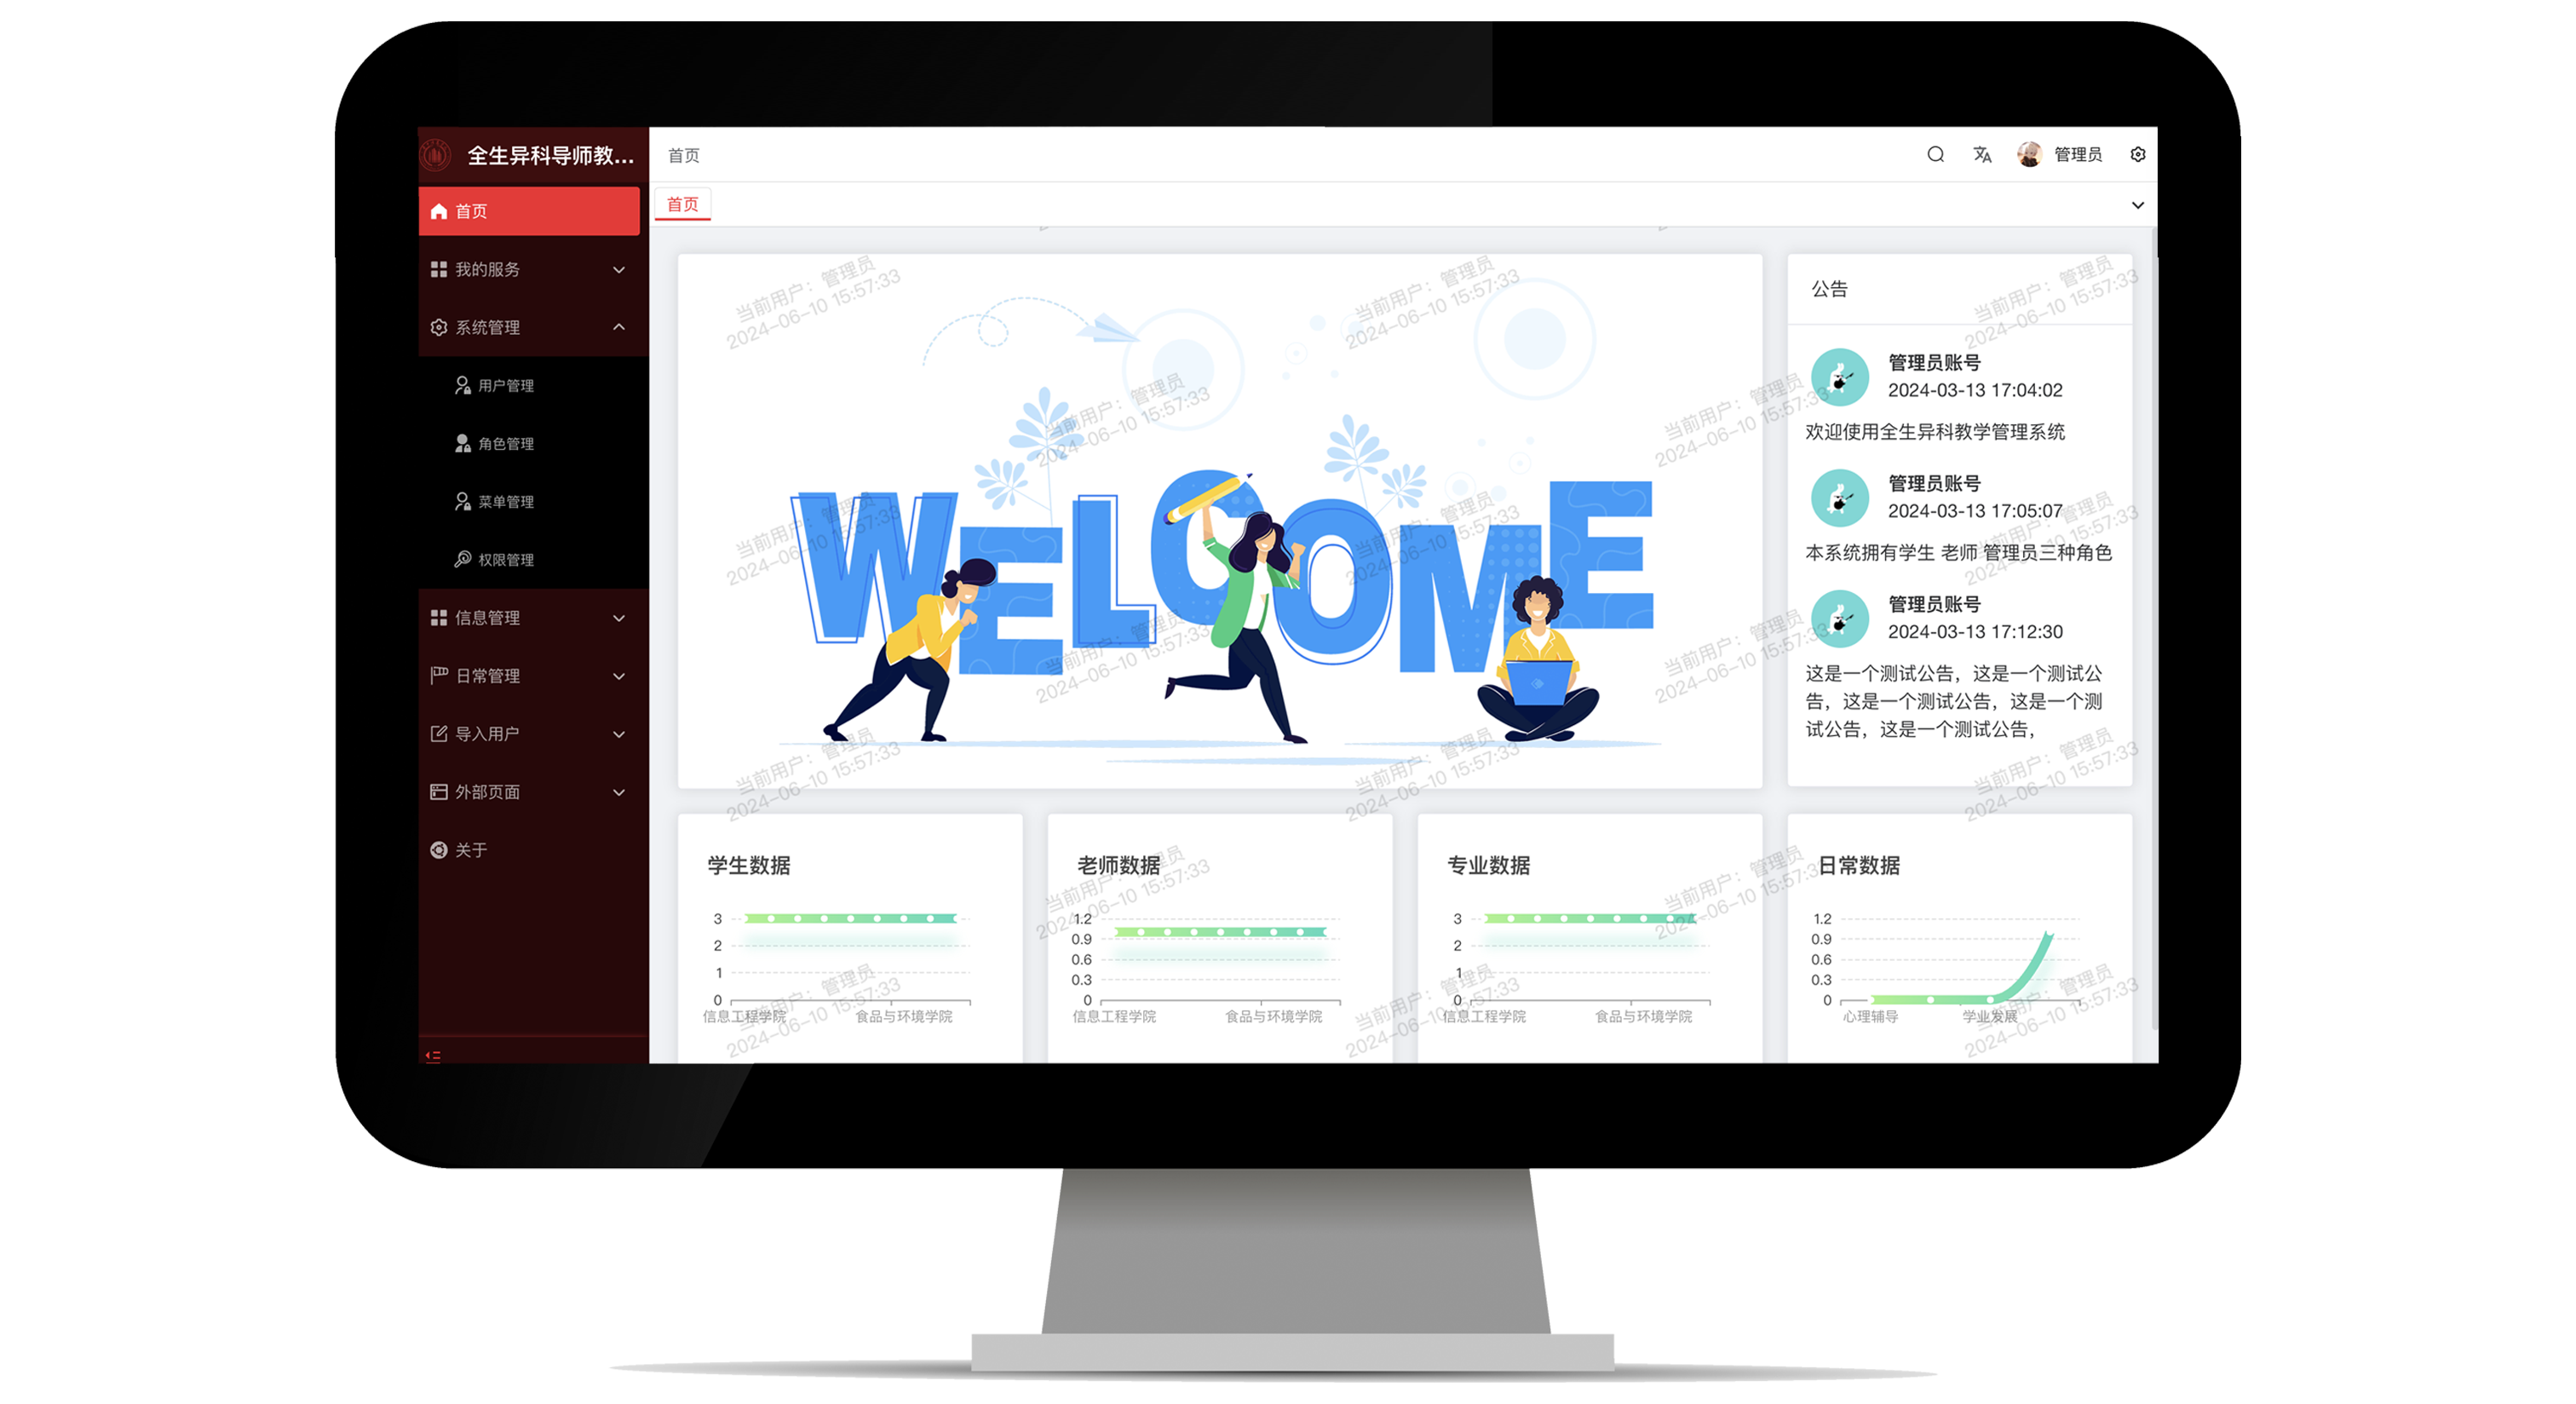 全生异科导师教...
首页
我的服务
系统管理
用户管理
角色管理
菜单管理
权限管理
信息管理
日常管理
导入用户
外部页面
关于
首页
管理员
首页
WELCOME
公告
管理员账号
2024-03-13 17:04:02
欢迎使用全生异科教学管理系统
管理员账号
2024-03-13 17:05:07
本系统拥有学生 老师 管理员三种角色
管理员账号
2024-03-13 17:12:30
这是一个测试公告，这是一个测试公
告，这是一个测试公告，这是一个测
试公告，这是一个测试公告，
学生数据
3
2
1
0
信息工程学院 食品与环境学院
老师数据
1.2
0.9
0.6
0.3
0
信息工程学院 食品与环境学院
专业数据
3
2
1
0
信息工程学院 食品与环境学院
日常数据
1.2
0.9
0.6
0.3
0
心理辅导 学业发展
当前用户：管理员
2024-06-10 15:57:33